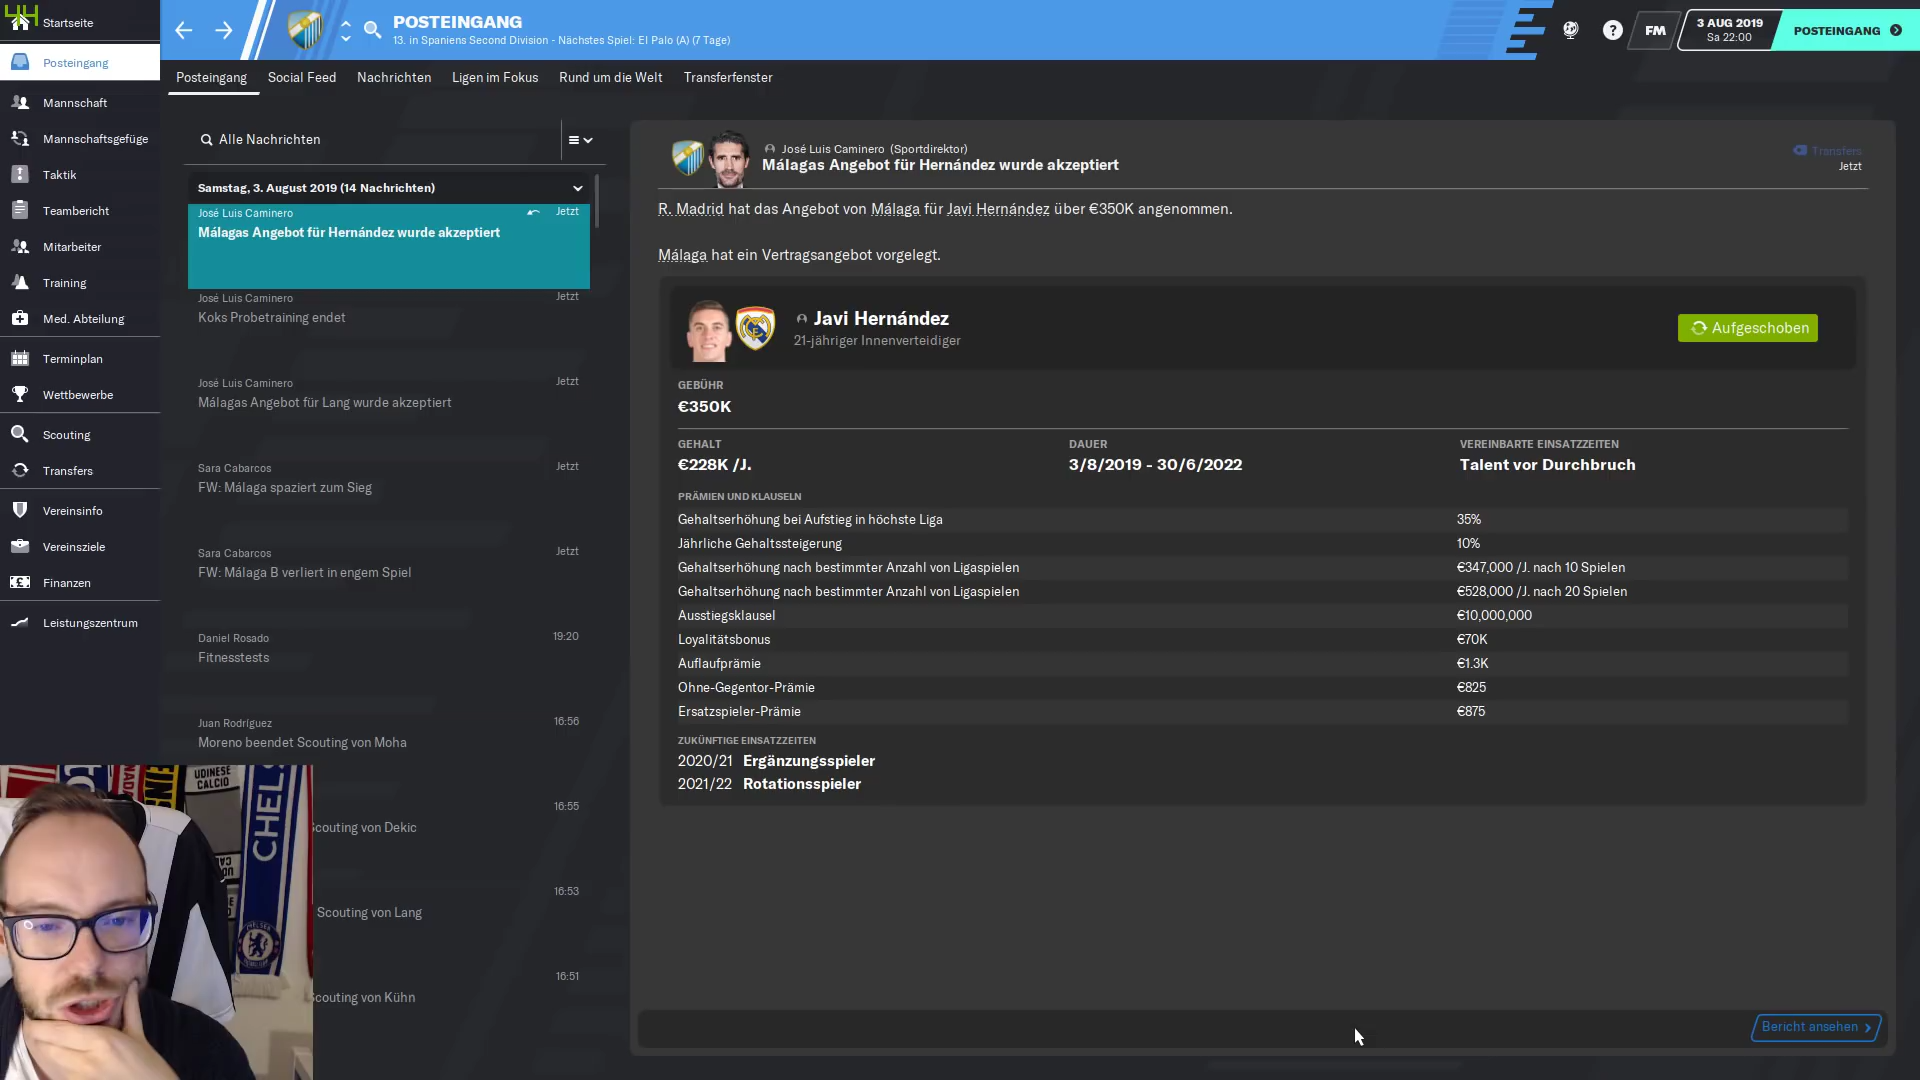 Startseite
Posteingang
Mannschaft
Mannschaftsgefüge
Taktik
Teambericht
Mitarbeiter
Training
Med. Abteilung
Terminplan
Wettbewerbe
Scouting
Transfers
Vereinsinfo
Vereinsziele
Finanzen
Leistungszentrum
POSTEINGANG
13. in Spaniens Second Division - Nächstes Spiel: El Palo (A) (7 Tage)
FM
3 AUG 2019
Sa 22:00
POSTEINGANG
Posteingang Social Feed Nachrichten Ligen im Fokus Rund um die Welt Transferfenster
Alle Nachrichten
Samstag, 3. August 2019 (14 Nachrichten)
José Luis Caminero Jetzt
Málagas Angebot für Hernández wurde akzeptiert
José Luis Caminero Jetzt
Koks Probetraining endet
José Luis Caminero Jetzt
Málagas Angebot für Lang wurde akzeptiert
Sara Cabarcos Jetzt
FW: Málaga spaziert zum Sieg
Sara Cabarcos Jetzt
FW: Málaga B verliert in engem Spiel
Daniel Rosado 19:20
Fitnesstests
Juan Rodríguez 16:56
Moreno beendet Scouting von Moha
16:55
Scouting von Dekic
16:53
Scouting von Lang
16:51
Scouting von Kühn
José Luis Caminero (Sportdirektor)
Málagas Angebot für Hernández wurde akzeptiert
Transfers
Jetzt
R. Madrid hat das Angebot von Málaga für Javi Hernández über €350K angenommen.
Málaga hat ein Vertragsangebot vorgelegt.
Javi Hernández
21-jähriger Innenverteidiger
Aufgeschoben
GEBÜHR
€350K
GEHALT DAUER VEREINBARTE EINSATZZEITEN
€228K /J. 3/8/2019 - 30/6/2022 Talent vor Durchbruch
PRÄMIEN UND KLAUSELN
Gehaltserhöhung bei Aufstieg in höchste Liga 35%
Jährliche Gehaltssteigerung 10%
Gehaltserhöhung nach bestimmter Anzahl von Ligaspielen €347,000 /J. nach 10 Spielen
Gehaltserhöhung nach bestimmter Anzahl von Ligaspielen €528,000 /J. nach 20 Spielen
Ausstiegsklausel €10,000,000
Loyalitätsbonus €70K
Auflaufprämie €1.3K
Ohne-Gegentor-Prämie €825
Ersatzspieler-Prämie €875
ZUKÜNFTIGE EINSATZZEITEN
2020/21 Ergänzungsspieler
2021/22 Rotationsspieler
Bericht ansehen
UDINESE
CALCIO
CHELS